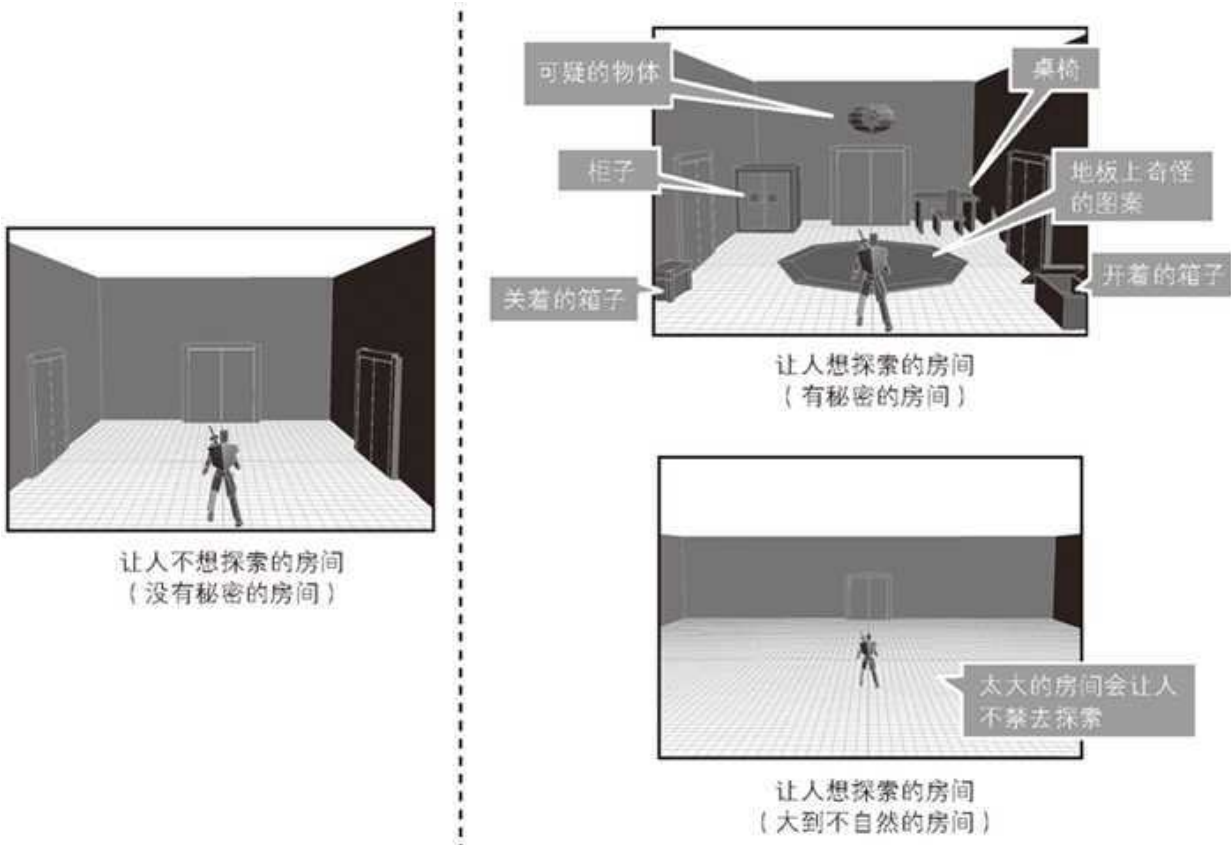 让人不想探索的房间
（没有秘密的房间）
可疑的物体
桌椅
柜子
地板上奇怪
的图案
关着的箱子
开着的箱子
让人想探索的房间
（有秘密的房间）
太大的房间会让人
不禁去探索
让人想探索的房间
（大到不自然的房间）